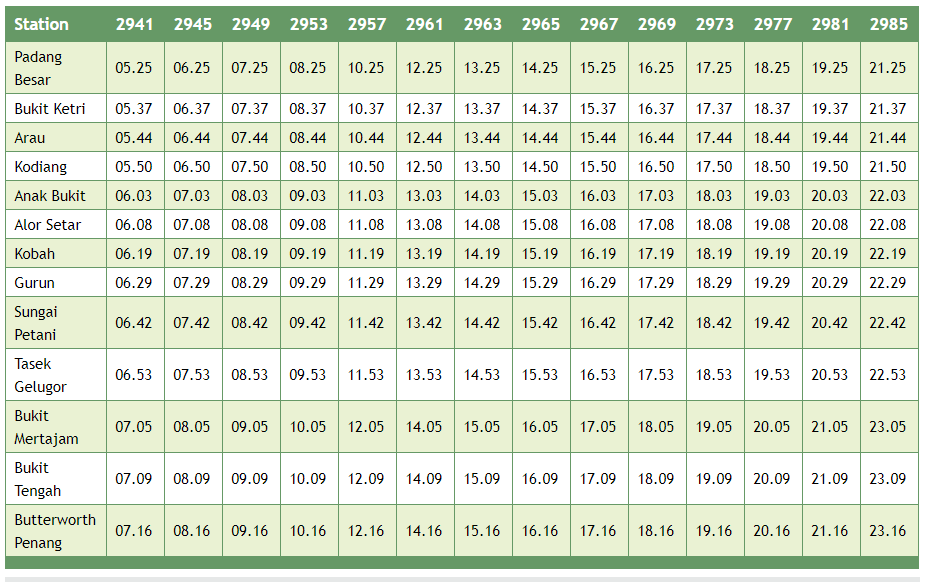 Station 2941 2945 2949 2953 2957 2961 2963 2965 2967 2969 2973 2977 2981 2985
Padang
Besar 05.25 06.25 07.25 08.25 10.25 12.25 13.25 14.25 15.25 16.25 17.25 18.25 19.25 21.25
Bukit Ketri 05.37 06.37 07.37 08.37 10.37 12.37 13.37 14.37 15.37 16.37 17.37 18.37 19.37 21.37
Arau 05.44 06.44 07.44 08.44 10.44 12.44 13.44 14.44 15.44 16.44 17.44 18.44 19.44 21.44
Kodiang 05.50 06.50 07.50 08.50 10.50 12.50 13.50 14.50 15.50 16.50 17.50 18.50 19.50 21.50
Anak Bukit 06.03 07.03 08.03 09.03 11.03 13.03 14.03 15.03 16.03 17.03 18.03 19.03 20.03 22.03
Alor Setar 06.08 07.08 08.08 09.08 11.08 13.08 14.08 15.08 16.08 17.08 18.08 19.08 20.08 22.08
Kobah 06.19 07.19 08.19 09.19 11.19 13.19 14.19 15.19 16.19 17.19 18.19 19.19 20.19 22.19
Gurun 06.29 07.29 08.29 09.29 11.29 13.29 14.29 15.29 16.29 17.29 18.29 19.29 20.29 22.29
Sungai
Petani 06.42 07.42 08.42 09.42 11.42 13.42 14.42 15.42 16.42 17.42 18.42 19.42 20.42 22.42
Tasek
Gelugor 06.53 07.53 08.53 09.53 11.53 13.53 14.53 15.53 16.53 17.53 18.53 19.53 20.53 22.53
Bukit
Mertajam 07.05 08.05 09.05 10.05 12.05 14.05 15.05 16.05 17.05 18.05 19.05 20.05 21.05 23.05
Bukit
Tengah 07.09 08.09 09.09 10.09 12.09 14.09 15.09 16.09 17.09 18.09 19.09 20.09 21.09 23.09
Butterworth
Penang 07.16 08.16 09.16 10.16 12.16 14.16 15.16 16.16 17.16 18.16 19.16 20.16 21.16 23.16